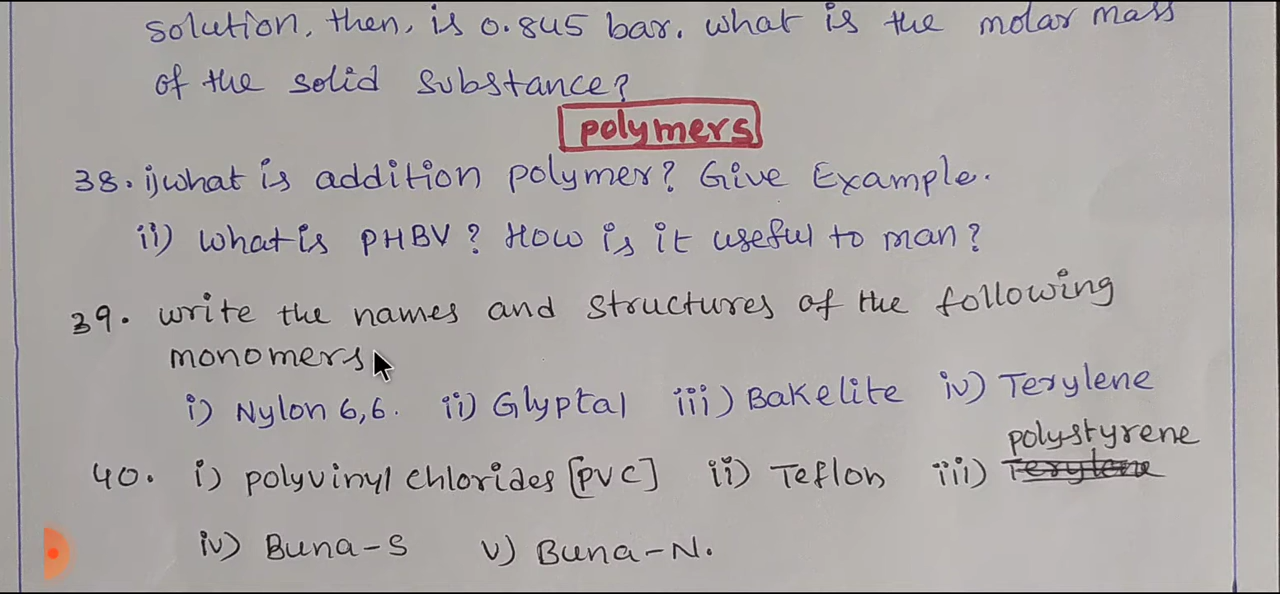 solution, then, is 0.845 bar. what is the molar mass
of the solid substance?
polymers
38. i) what is addition polymer? Give Example.
ii) what is PHBV? How is it useful to man?
39. write the names and structures of the following
monomers
i) Nylon 6,6. ii) Glyptal iii) Bakelite iv) Terylene
polystyrene
40. i) polyvinyl chlorides [PVC] ii) Teflon iii) Terylene
iv) Buna-S v) Buna-N.